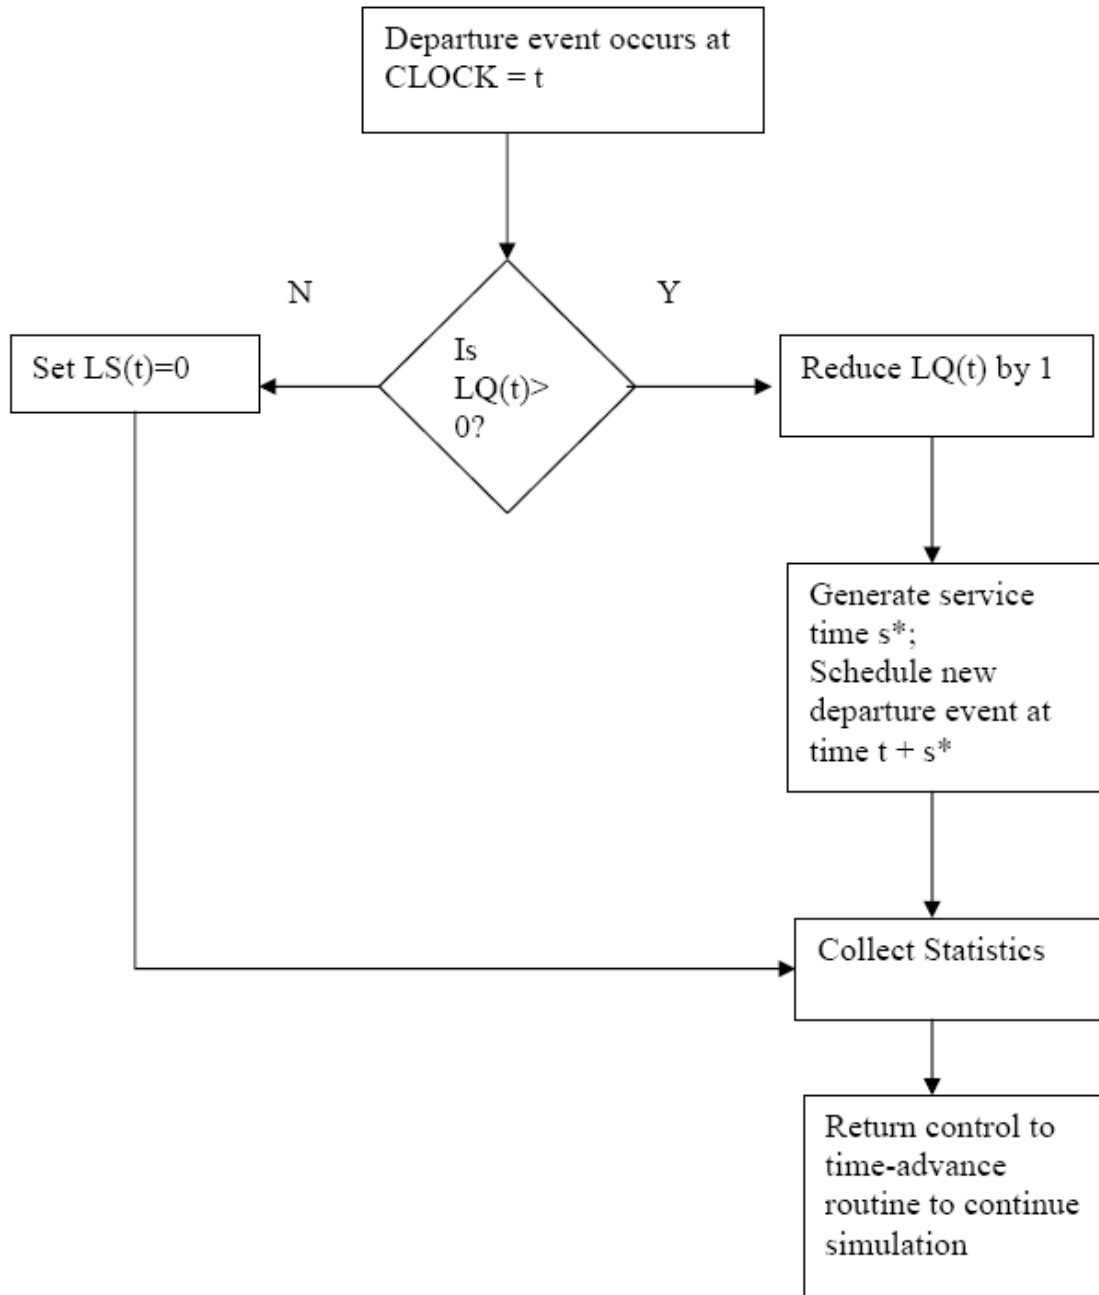 Departure event occurs at
CLOCK = t
N
Y
Set LS(t)=0
Is
LQ(t)>
0?
Reduce LQ(t) by 1
Generate service
time s*;
Schedule new
departure event at
time t + s*
Collect Statistics
Return control to
time-advance
routine to continue
simulation